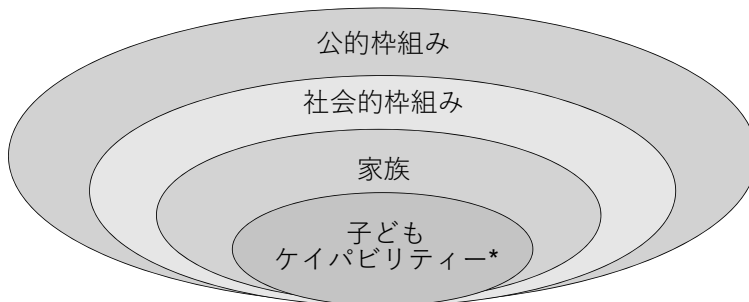 公的枠組み
社会的枠組み
家族
子ども
ケイパビリティー*